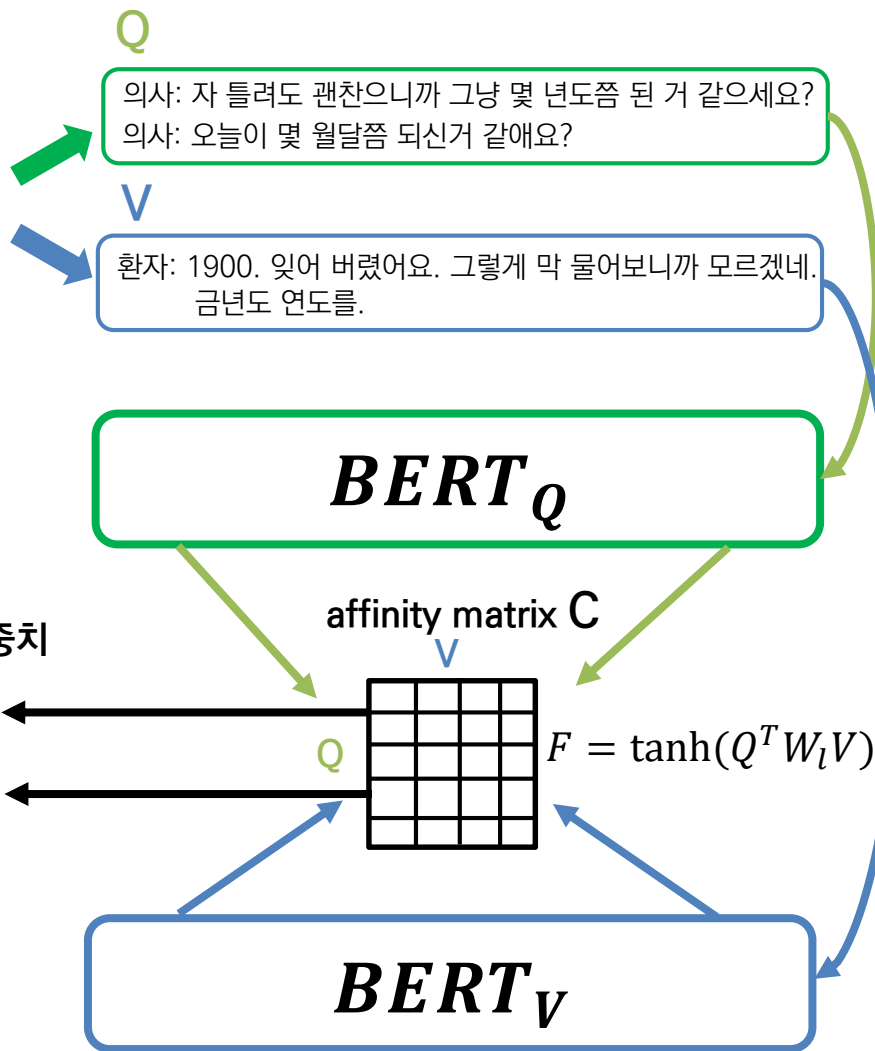 Q
의사: 자 틀려도 괜찬으니까 그냥 몇 년도쯤 된 거 같으세요?
의사: 오늘이 몇 월달쯤 되신거 같애요?
V
환자: 1900. 잊어 버렸어요. 그렇게 막 물어보니까 모르겠네.
금년도 연도를.
BERT_Q
affinity matrix C
중치
V
Q
F = tanh(Q^T W_l V)
BERT_V